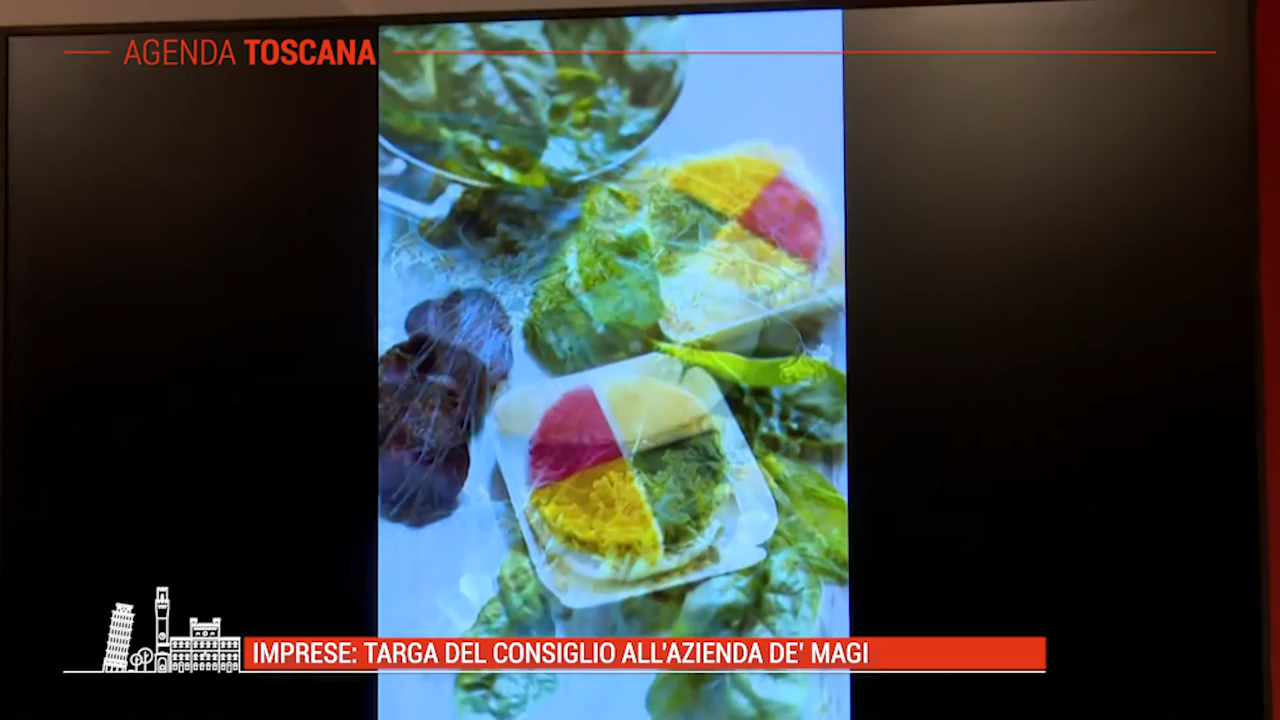 AGENDA TOSCANA
IMPRESE: TARGA DEL CONSIGLIO ALL'AZIENDA DE' MAGI